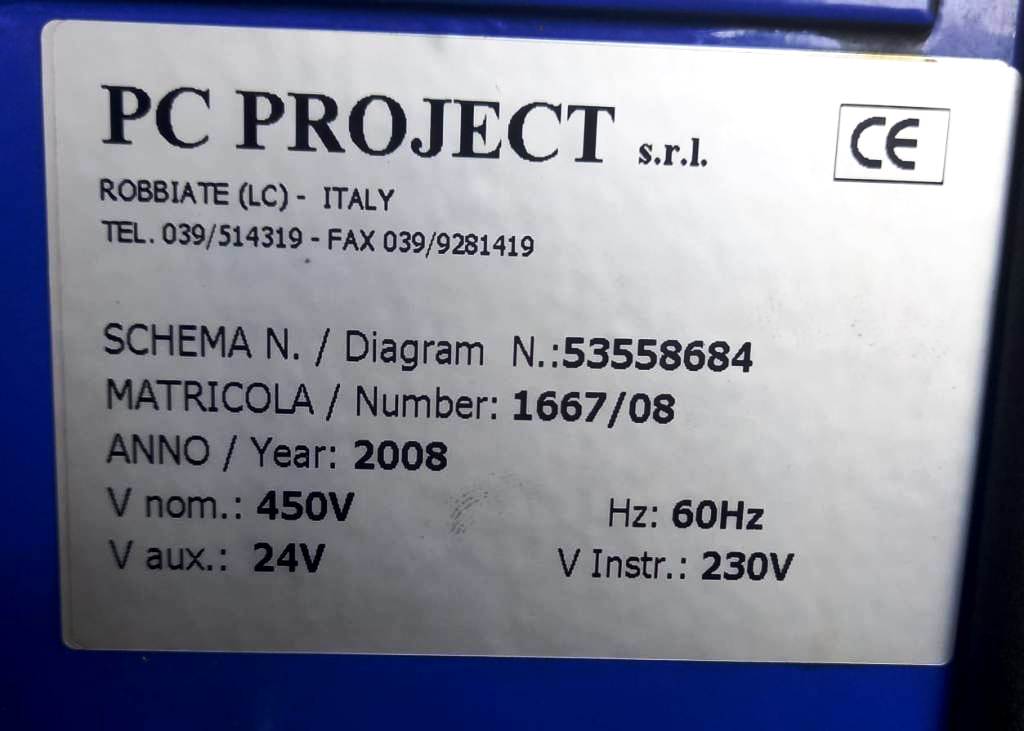 PC PROJECT s.r.l.
CE
ROBBIATE (LC) - ITALY
TEL. 039/514319 - FAX 039/9281419
SCHEMA N. / Diagram N.:53558684
MATRICOLA / Number: 1667/08
ANNO / Year: 2008
V nom.: 450V Hz: 60Hz
V aux.: 24V V Instr.: 230V